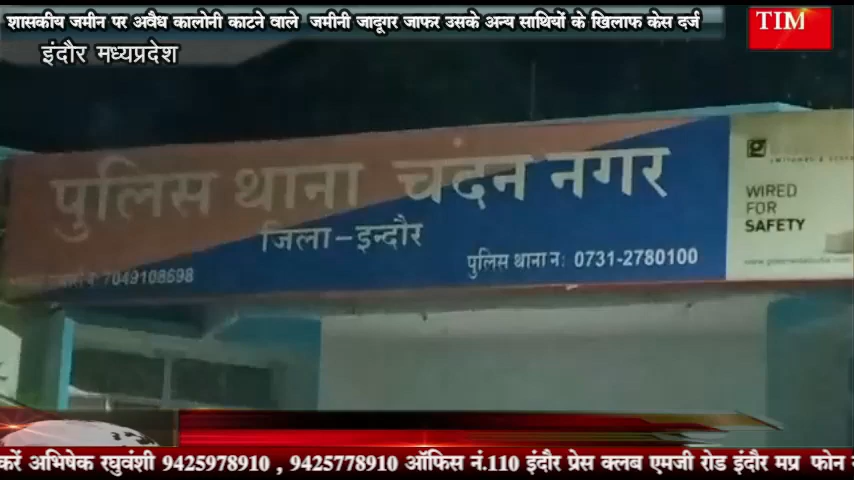 शासकीय जमीन पर अवैध कालोनी काटने वाले जमीनी जादूगर जाफर उसके अन्य साथियों के खिलाफ केस दर्ज
TIM
इंदौर मध्यप्रदेश
पुलिस थाना चंदन नगर
जिला-इन्दौर
पुलिस थाना न: 0731-2780100
न: 7049108698
WIRED
FOR
SAFETY
करें अभिषेक रघुवंशी 9425978910 , 9425778910 ऑफिस नं.110 इंदौर प्रेस क्लब एमजी रोड इंदौर मप्र फोन